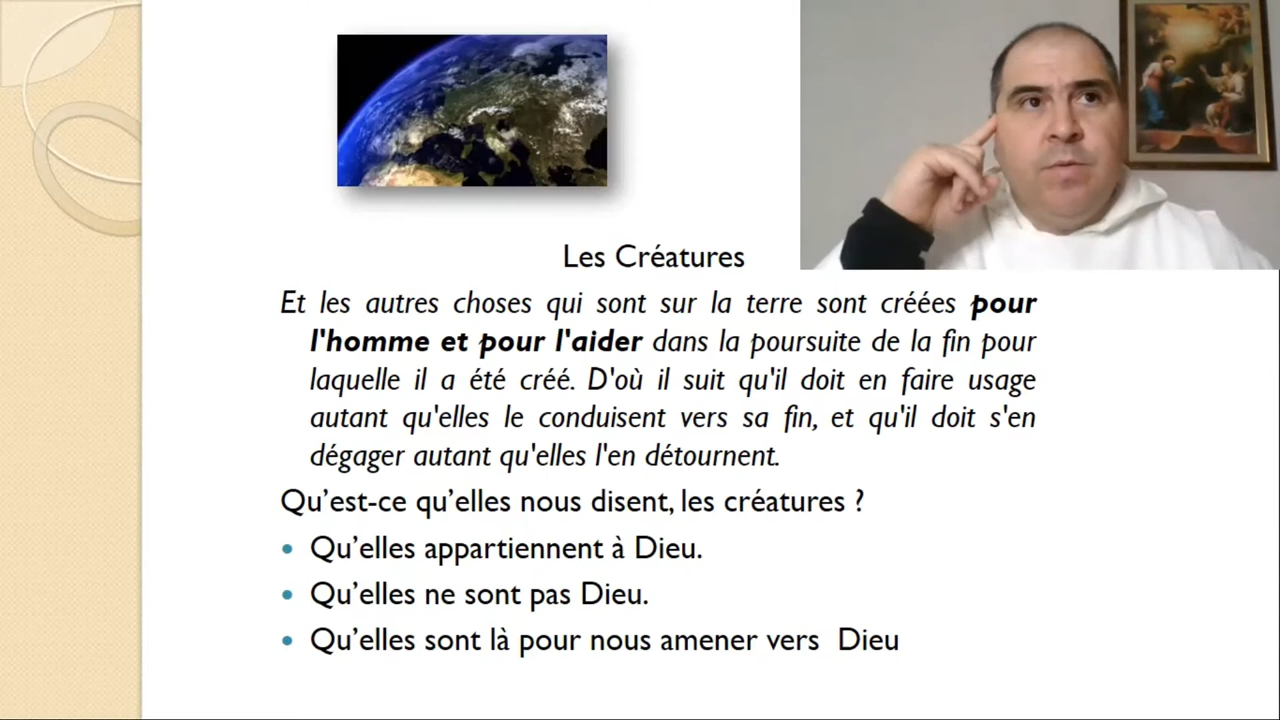 Les Créatures
Et les autres choses qui sont sur la terre sont créées pour
l'homme et pour l'aider dans la poursuite de la fin pour
laquelle il a été créé. D'où il suit qu'il doit en faire usage
autant qu'elles le conduisent vers sa fin, et qu'il doit s'en
dégager autant qu'elles l'en détournent.
Qu’est-ce qu’elles nous disent, les créatures ?
• Qu’elles appartiennent à Dieu.
• Qu’elles ne sont pas Dieu.
• Qu’elles sont là pour nous amener vers Dieu